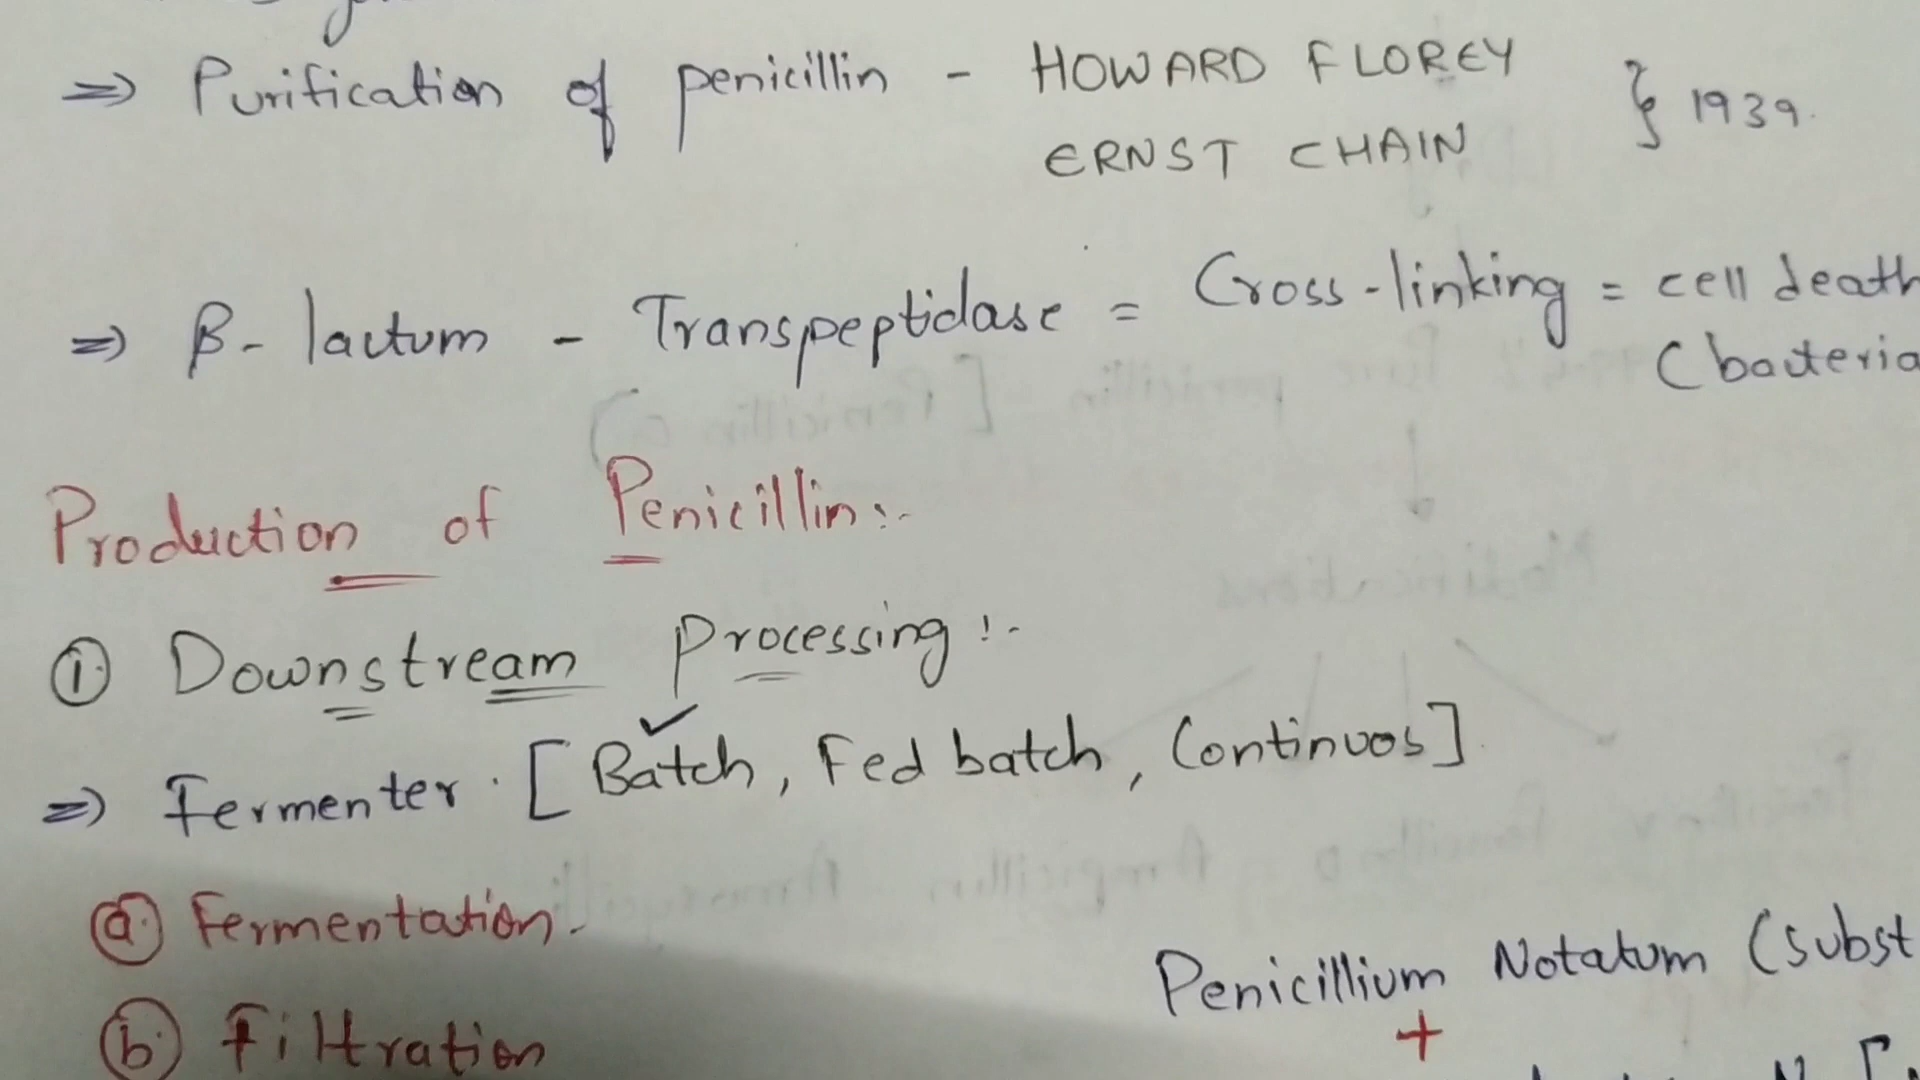 ⇒ Purification of penicillin - HOWARD FLOREY
ERNST CHAIN } 1939.
⇒ β- lactum - Transpeptidase = Cross-linking = cell death
(bacteria
Production of Penicillin:-
① Downstream Processing:-
⇒ Fermenter. [Batch, Fed batch, Continuos]
ⓐ Fermentation-
ⓑ Filtration
Penicillium Notatum (subst
+